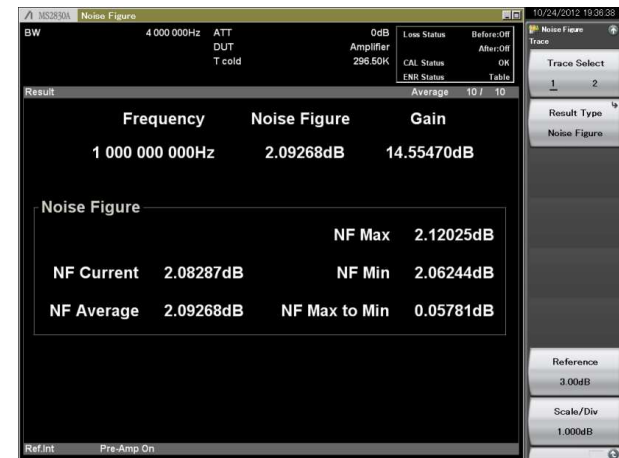 MS2830A Noise Figure
10/24/2012 19:36:38
BW 4 000 000Hz ATT 0dB Loss Status Before:Off
DUT Amplifier After:Off
T cold 296.50K CAL Status OK
ENR Status Table
Result Average 10 / 10
Frequency Noise Figure Gain
1 000 000 000Hz 2.09268dB 14.55470dB
Noise Figure
NF Max 2.12025dB
NF Current 2.08287dB NF Min 2.06244dB
NF Average 2.09268dB NF Max to Min 0.05781dB
Ref.Int Pre-Amp On
Noise Figure
Trace
Trace Select
1 2
Result Type
Noise Figure
Reference
3.00dB
Scale/Div
1.000dB